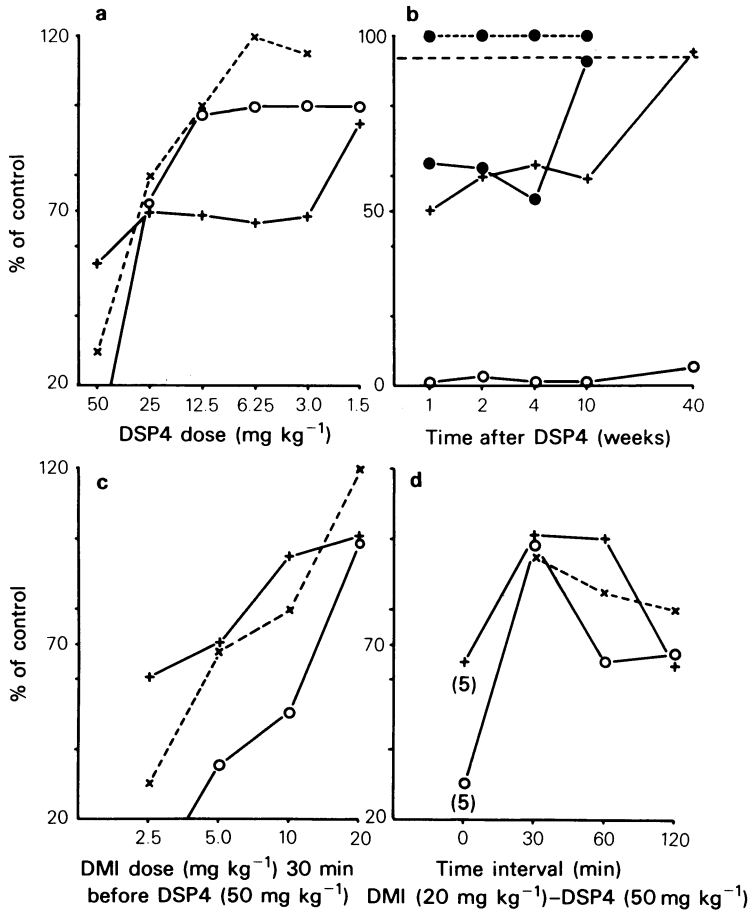 a
120
70
20
% of control
50 25 12.5 6.25 3.0 1.5
DSP4 dose (mg kg⁻¹)
b
100
50
0
1 2 4 10 40
Time after DSP4 (weeks)
c
120
70
20
% of control
2.5 5.0 10 20
DMI dose (mg kg⁻¹) 30 min
before DSP4 (50 mg kg⁻¹)
d
70
20
(5)
(5)
0 30 60 120
Time interval (min)
DMI (20 mg kg⁻¹)–DSP4 (50 mg kg⁻¹)